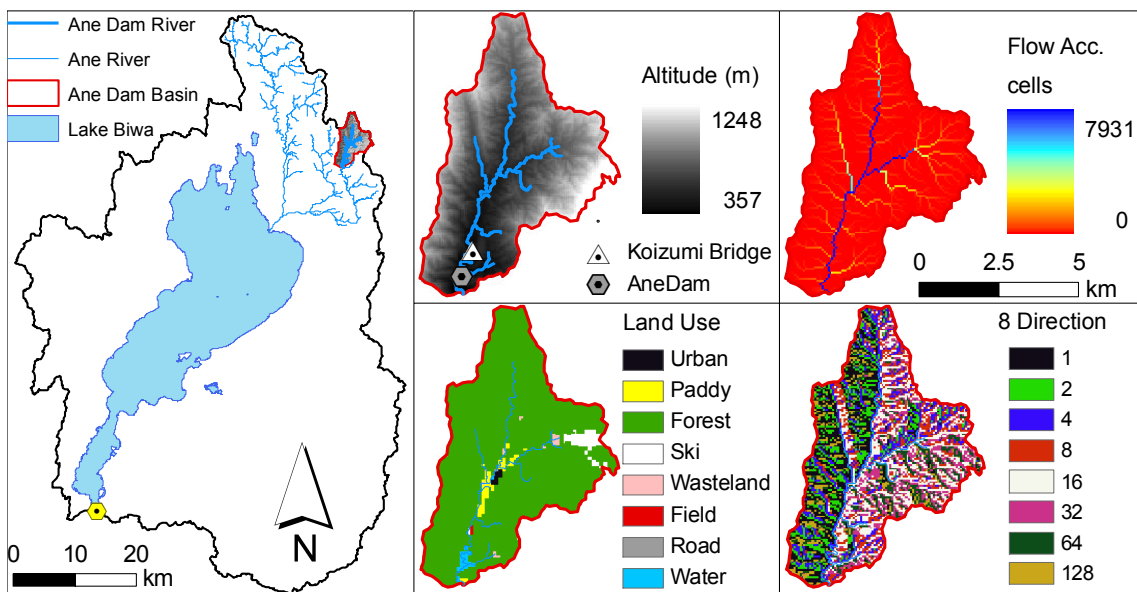 Ane Dam River
Ane River
Ane Dam Basin
Lake Biwa
N
0 10 20
km
Altitude (m)
1248
357
Koizumi Bridge
AneDam
Flow Acc.
cells
7931
0
0 2.5 5
km
Land Use
Urban
Paddy
Forest
Ski
Wasteland
Field
Road
Water
8 Direction
1
2
4
8
16
32
64
128